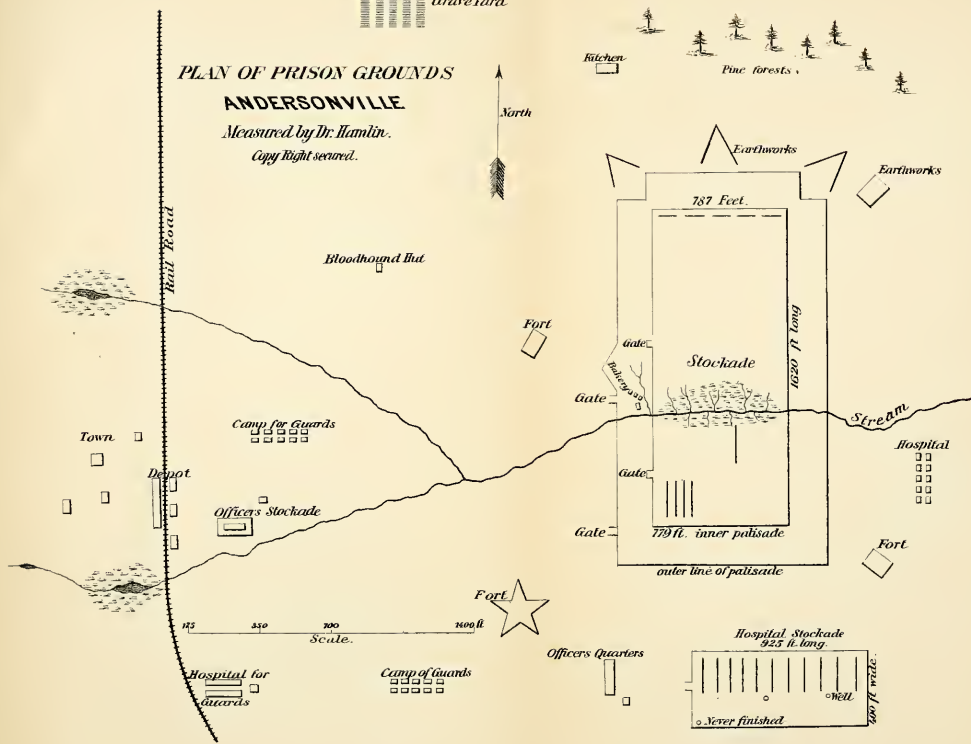 Grave Yard
PLAN OF PRISON GROUNDS
ANDERSONVILLE
Measured by Dr. Hamlin.
Copy Right secured.
North
Kitchen
Pine forests.
Earthworks
Earthworks
787 Feet.
Rail Road
Bloodhound Hut
Fort
Gate
Stockade
1620 ft long
Bakery
Gate
Stream
Town
Camp for Guards
Hospital
Depot
Gate
Officers Stockade
Gate
779 ft. inner palisade
Fort
outer line of palisade
Fort
175 350 700 1400 ft
Scale.
Hospital for
Guards
Camp of Guards
Officers Quarters
Hospital Stockade
925 ft. long.
400 ft wide.
Well
Never finished